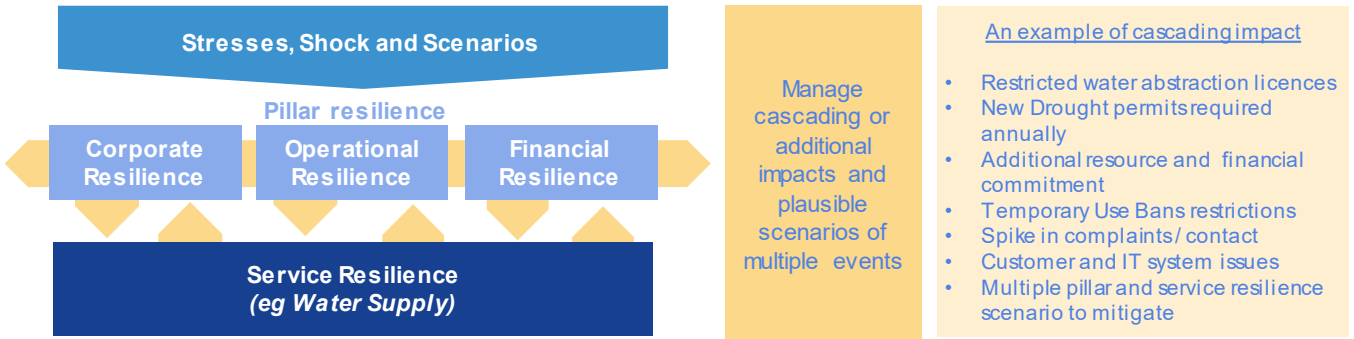 Stresses, Shock and Scenarios
Pillar resilience
Corporate
Resilience
Operational
Resilience
Financial
Resilience
Service Resilience
(eg Water Supply)
Manage
cascading or
additional
impacts and
plausible
scenarios of
multiple events
An example of cascading impact
• Restricted water abstraction licences
• New Drought permits required
annually
• Additional resource and financial
commitment
• Temporary Use Bans restrictions
• Spike in complaints/ contact
• Customer and IT system issues
• Multiple pillar and service resilience
scenario to mitigate